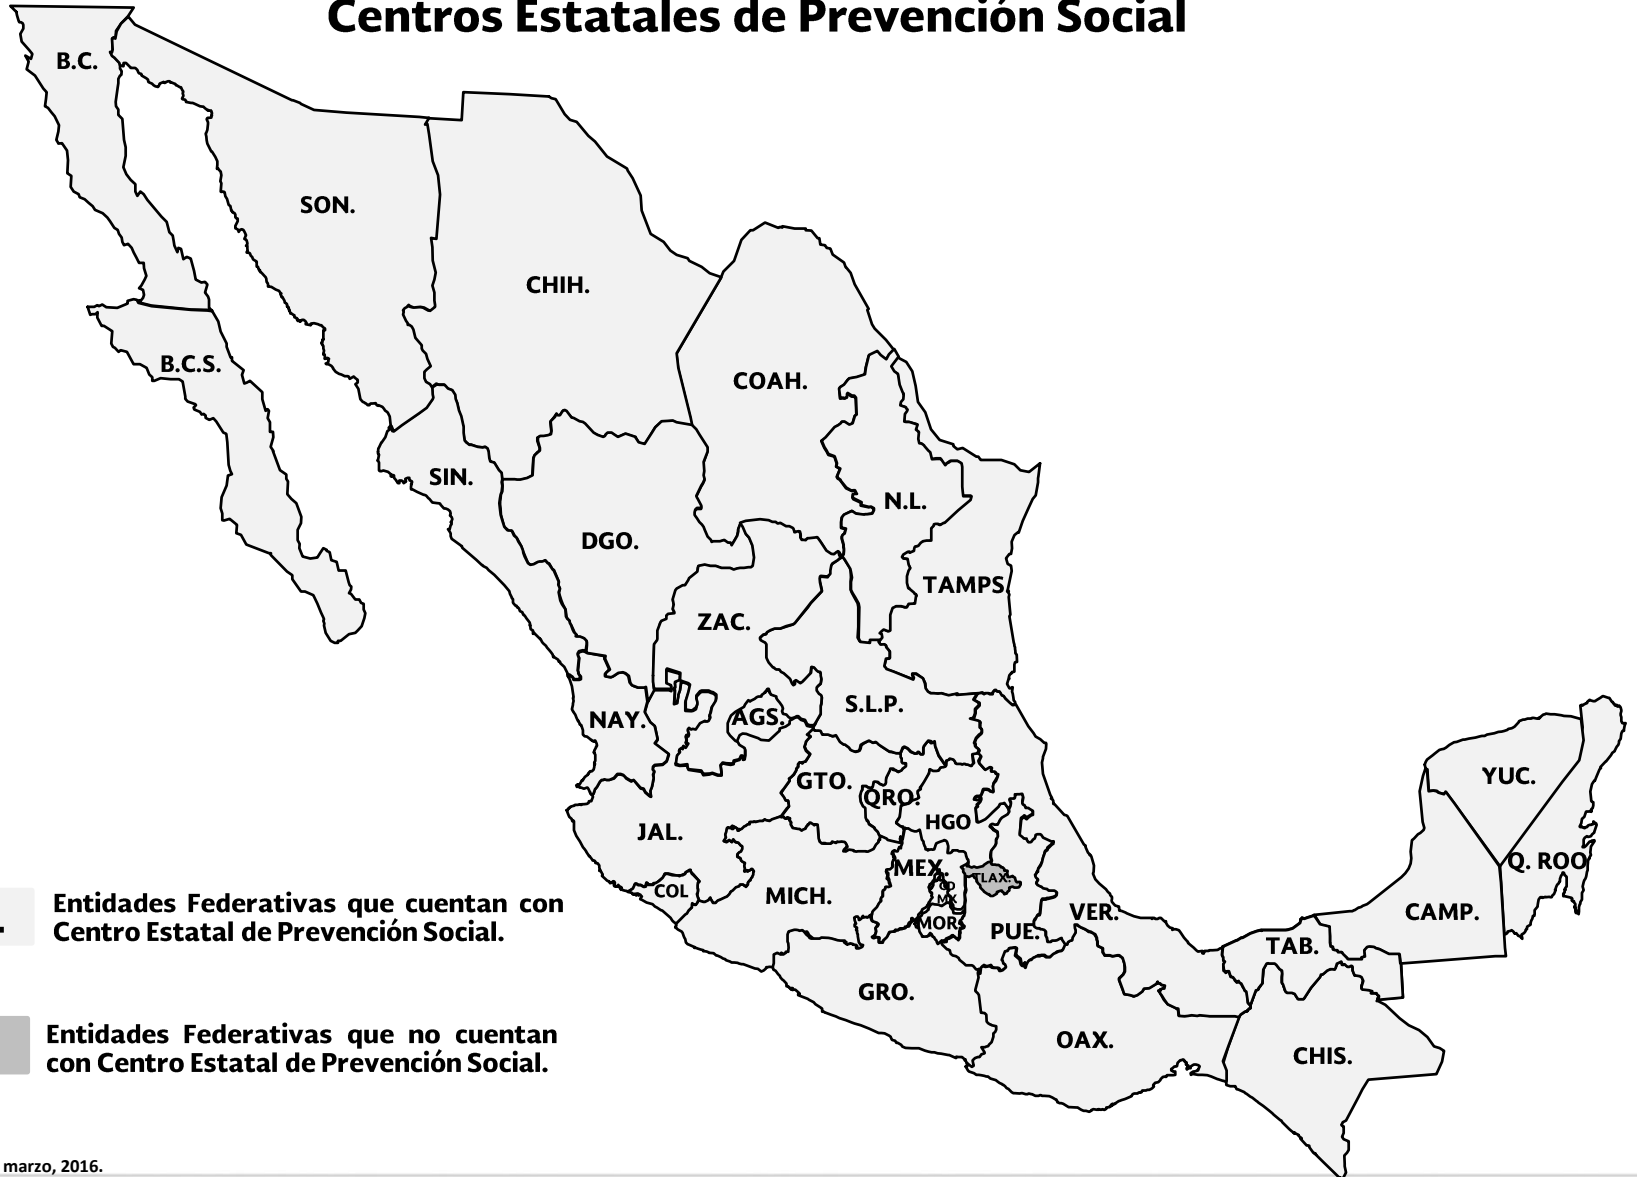 Centros Estatales de Prevención Social
B.C.
SON.
CHIH.
B.C.S.
COAH.
SIN.
N.L.
DGO.
TAMPS.
ZAC.
S.L.P.
NAY.
AGS.
GTO.
QRO.
YUC.
HGO
JAL.
MEX.
Q. ROO
TLAX.
COL
CD
MX
MICH.
CAMP.
VER.
MOR.
PUE.
TAB.
GRO.
OAX.
CHIS.
Entidades Federativas que cuentan con
Centro Estatal de Prevención Social.
Entidades Federativas que no cuentan
con Centro Estatal de Prevención Social.
marzo, 2016.